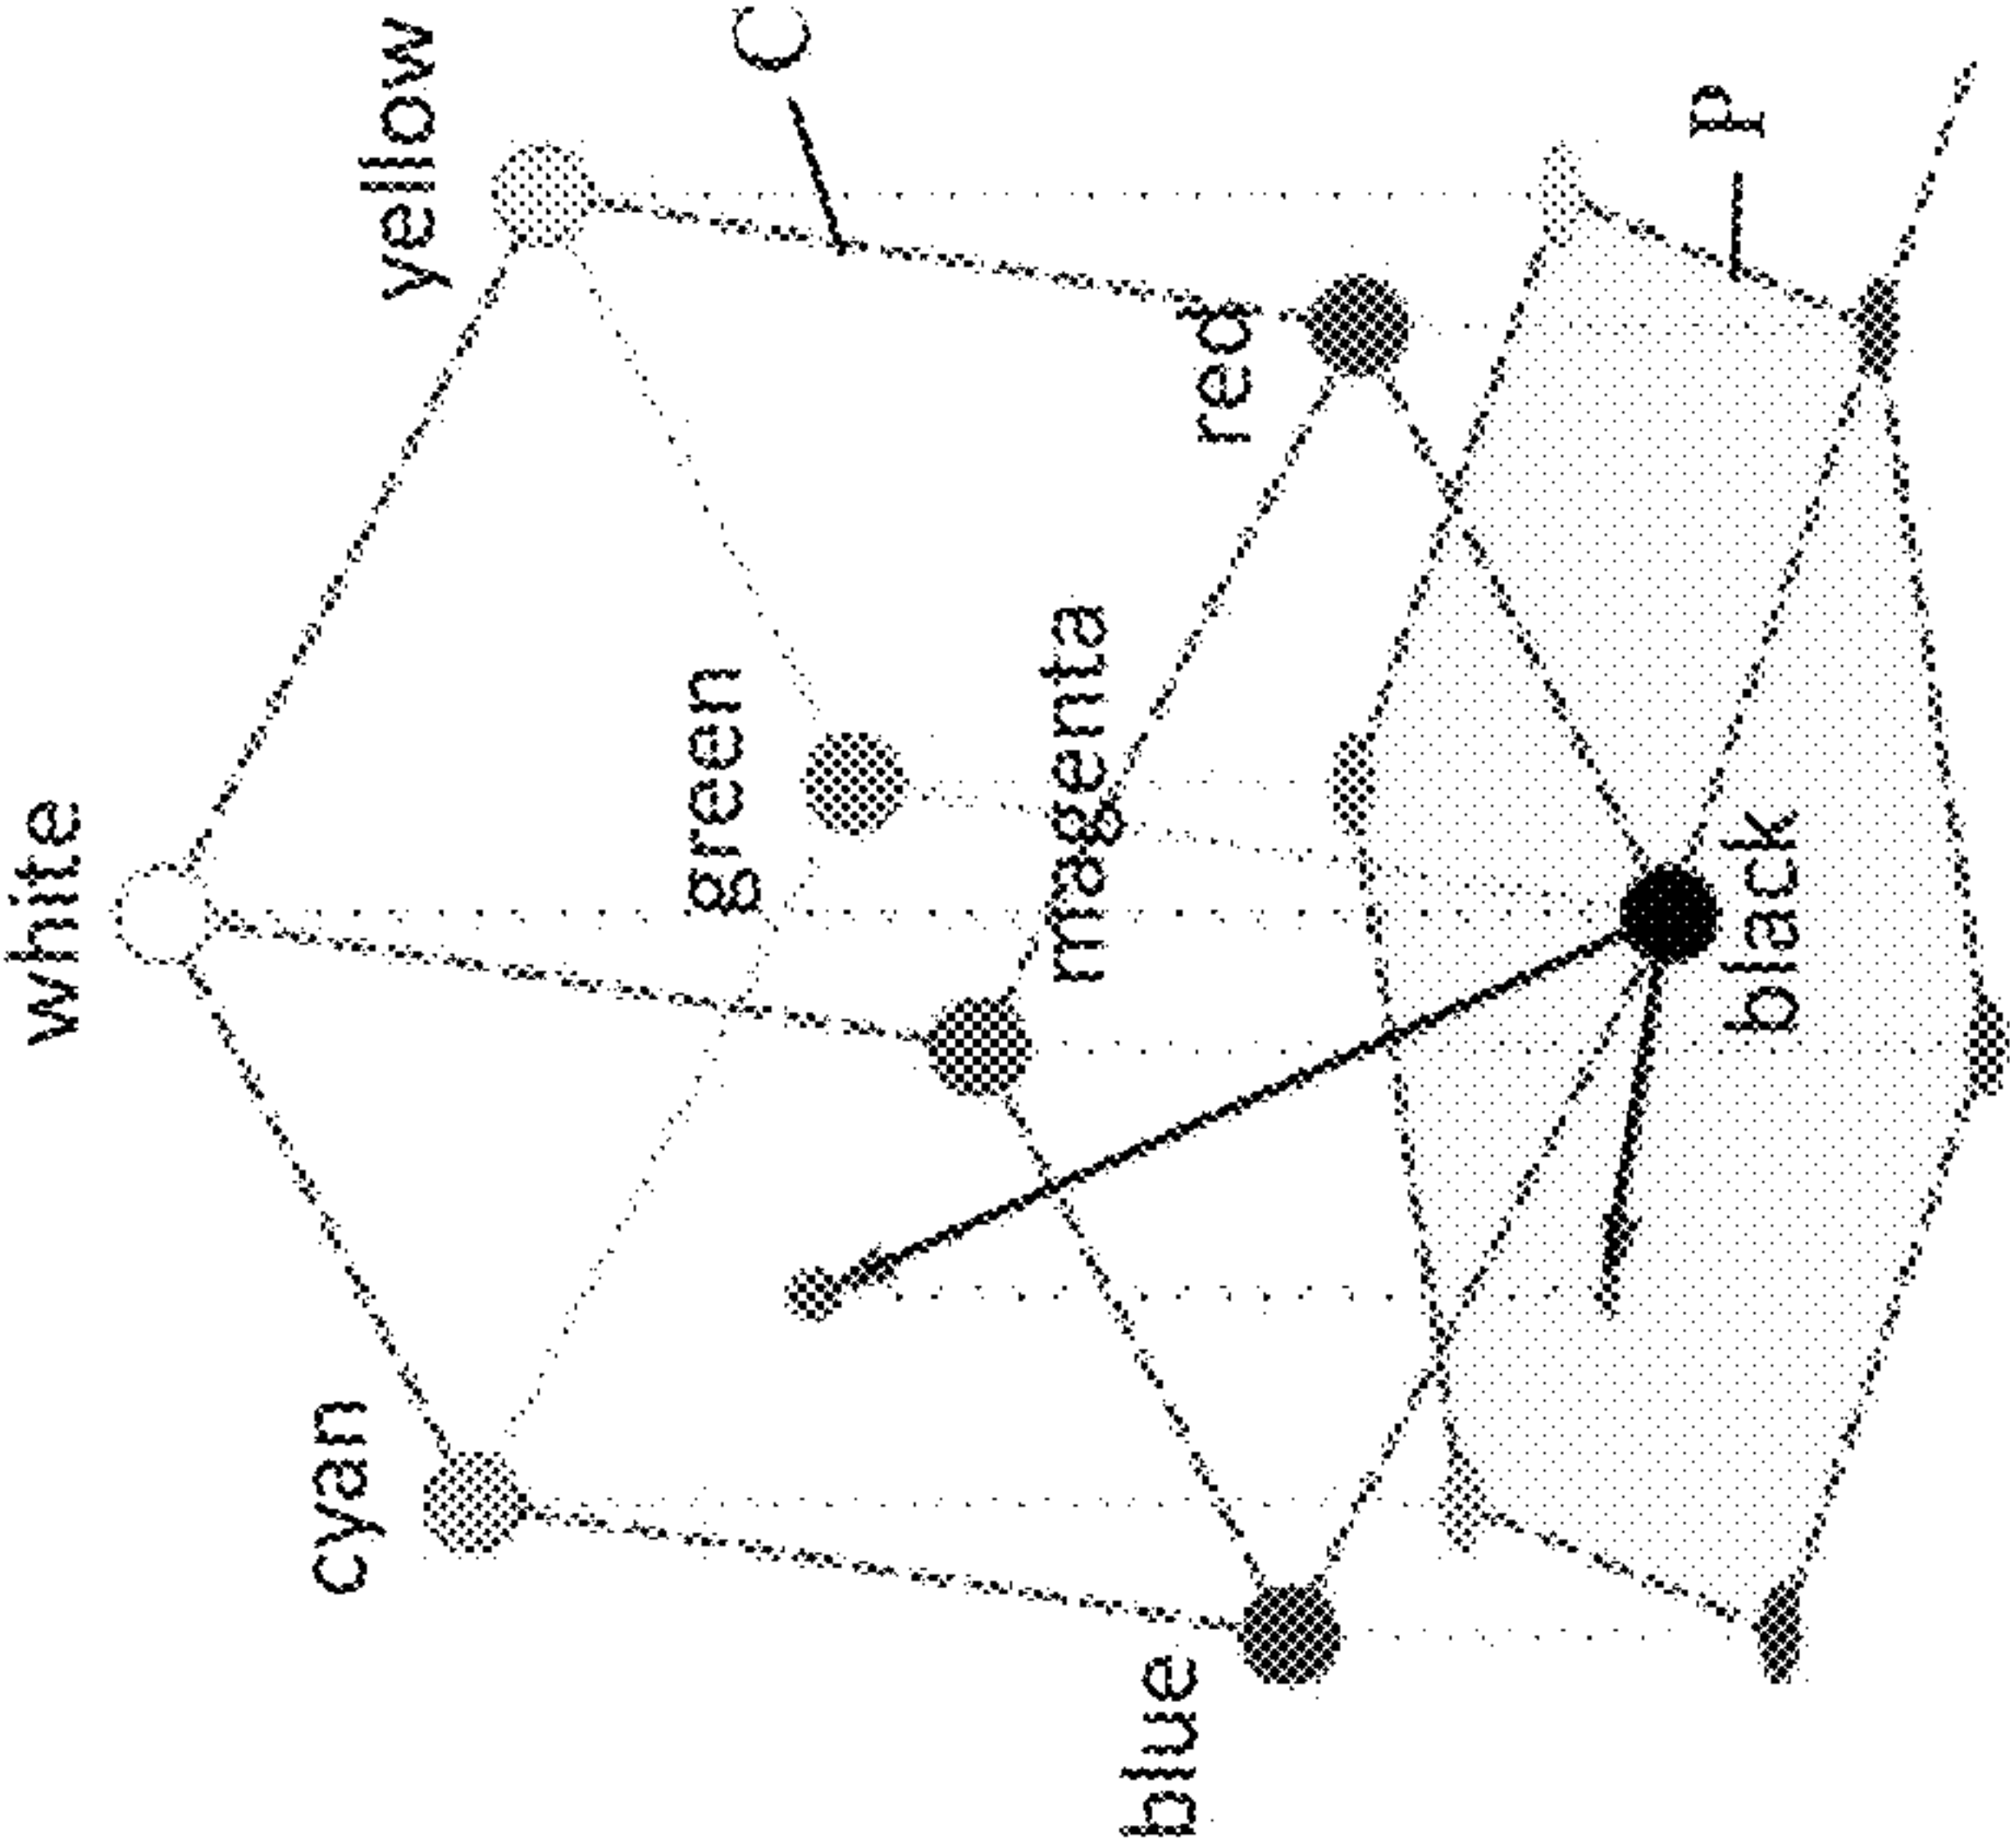 white
yellow
C
cyan
green
magenta
red
P
blue
black